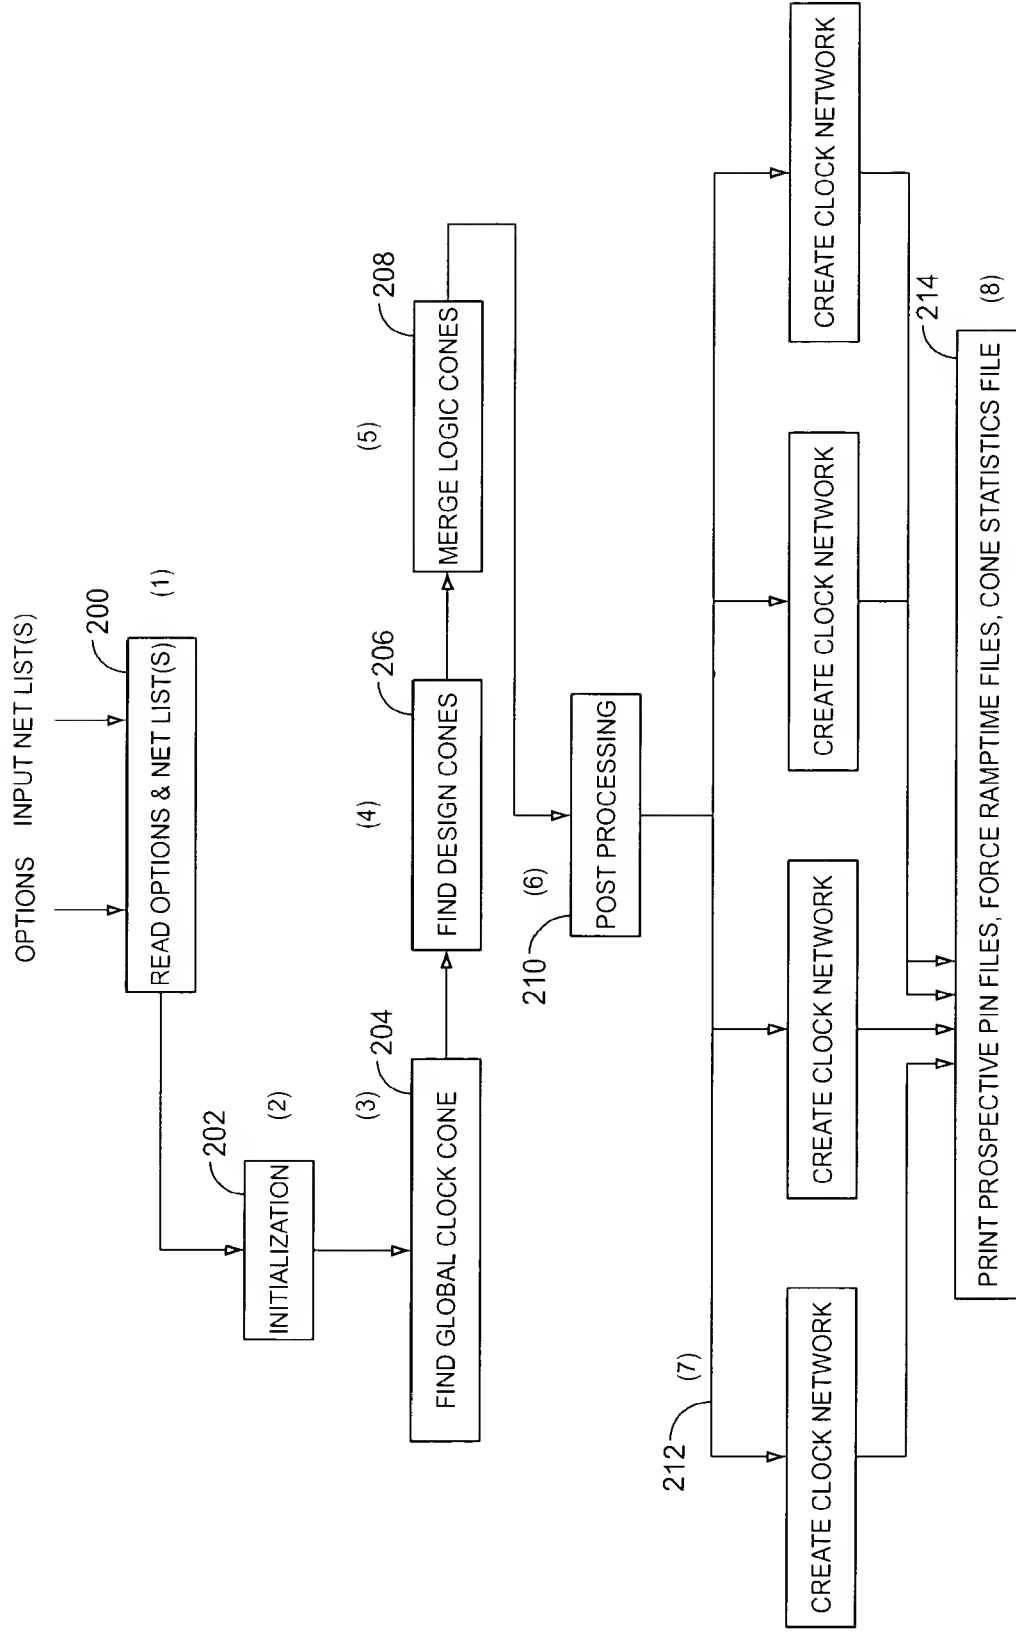 OPTIONS INPUT NET LIST(S)
200
READ OPTIONS & NET LIST(S)
(1)
202
INITIALIZATION
(2)
(3)
204
FIND GLOBAL CLOCK CONE
(4)
206
FIND DESIGN CONES
(5)
208
MERGE LOGIC CONES
210
(6)
POST PROCESSING
212
(7)
CREATE CLOCK NETWORK
CREATE CLOCK NETWORK
CREATE CLOCK NETWORK
CREATE CLOCK NETWORK
214
PRINT PROSPECTIVE PIN FILES, FORCE RAMPTIME FILES, CONE STATISTICS FILE
(8)